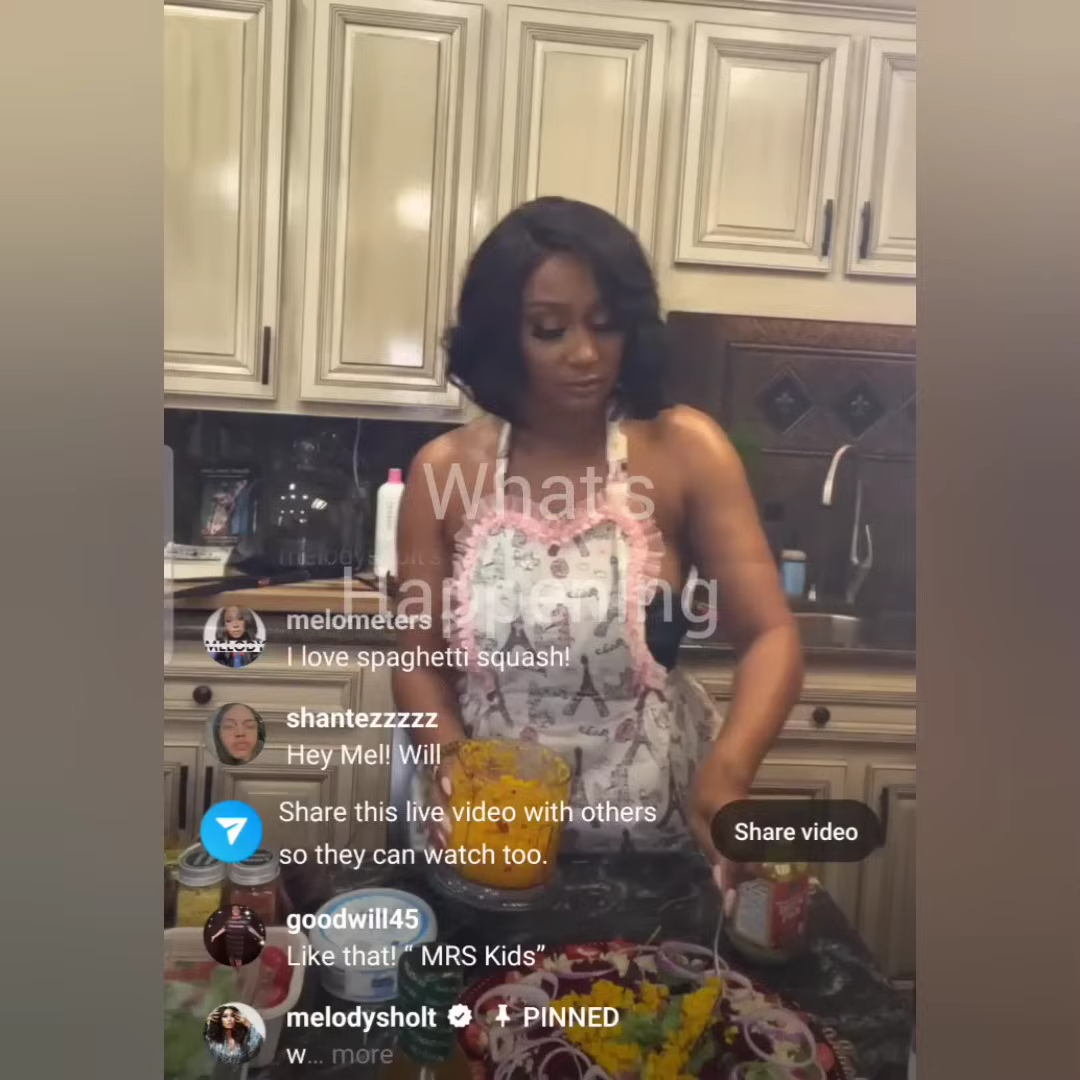 What's
Happening
melodysholt's
melometers
I love spaghetti squash!
shantezzzzz
Hey Mel! Will
Share this live video with others
so they can watch too.
Share video
goodwill45
Like that! “ MRS Kids”
melodysholt PINNED
w... more